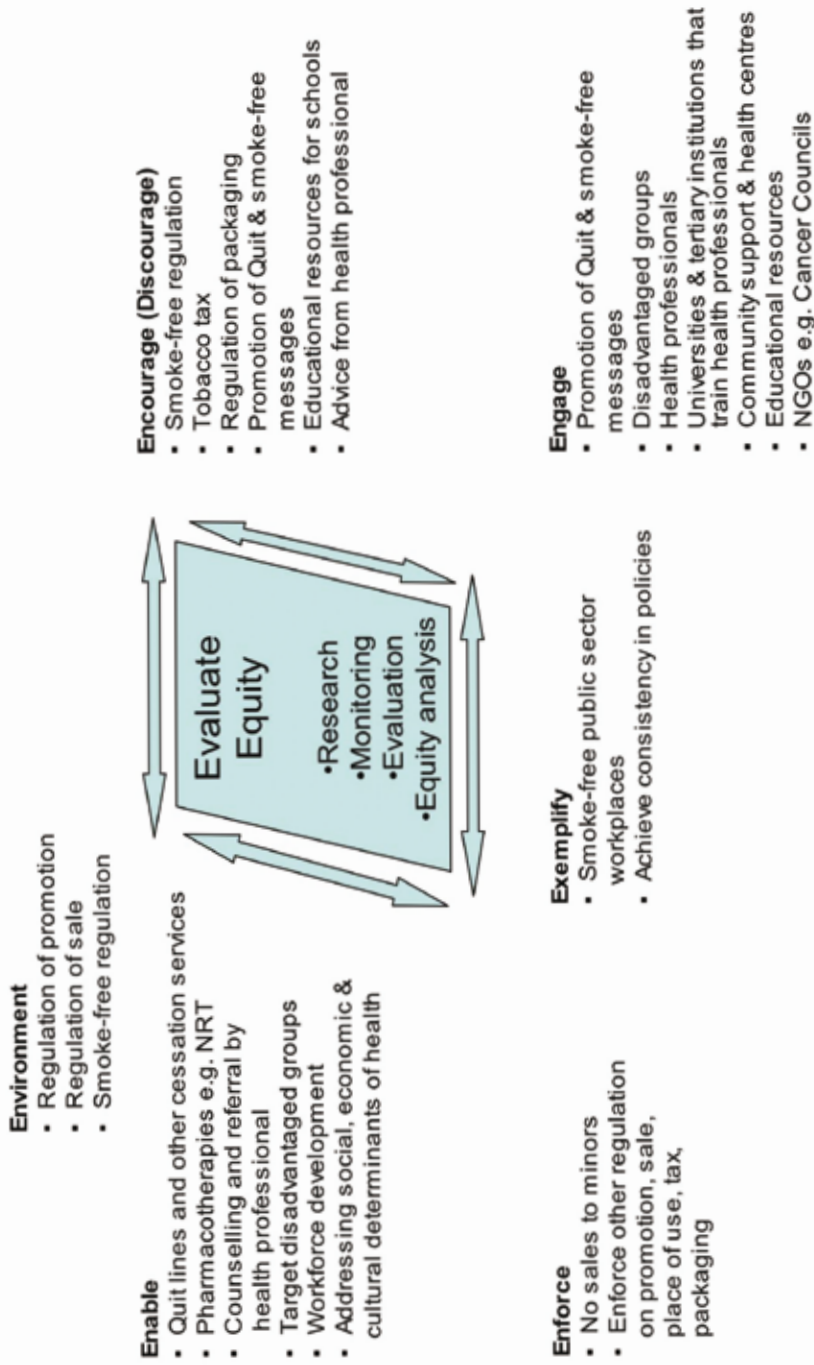 Environment
▪ Regulation of promotion
▪ Regulation of sale
▪ Smoke-free regulation
Enable
▪ Quit lines and other cessation services
▪ Pharmacotherapies e.g. NRT
▪ Counselling and referral by
health professional
▪ Target disadvantaged groups
▪ Workforce development
▪ Addressing social, economic &
cultural determinants of health
Evaluate
Equity
•Research
•Monitoring
•Evaluation
•Equity analysis
Encourage (Discourage)
▪ Smoke-free regulation
▪ Tobacco tax
▪ Regulation of packaging
▪ Promotion of Quit & smoke-free
messages
▪ Educational resources for schools
▪ Advice from health professional
Enforce
▪ No sales to minors
▪ Enforce other regulation
on promotion, sale,
place of use, tax,
packaging
Exemplify
▪ Smoke-free public sector
workplaces
▪ Achieve consistency in policies
Engage
▪ Promotion of Quit & smoke-free
messages
▪ Disadvantaged groups
▪ Health professionals
▪ Universities & tertiary institutions that
train health professionals
▪ Community support & health centres
▪ Educational resources
▪ NGOs e.g. Cancer Councils